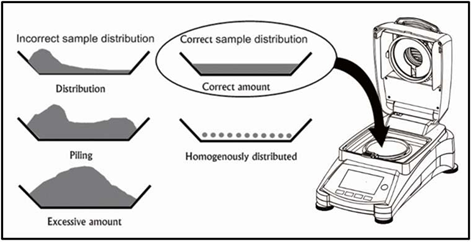 Incorrect sample distribution
Distribution
Piling
Excessive amount
Correct sample distribution
Correct amount
Homogenously distributed